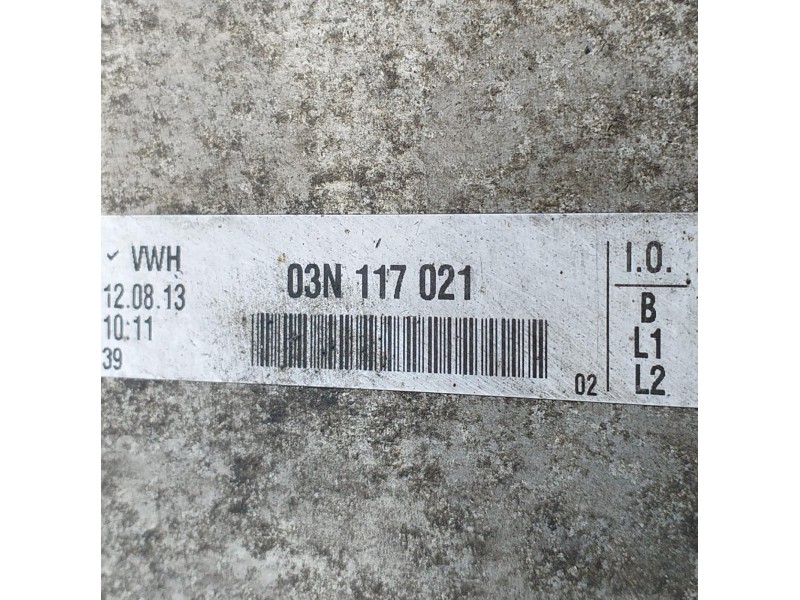 ✓ VWH
12.08.13
10:11
39
03N 117 021
02
I.O.
B
L1
L2